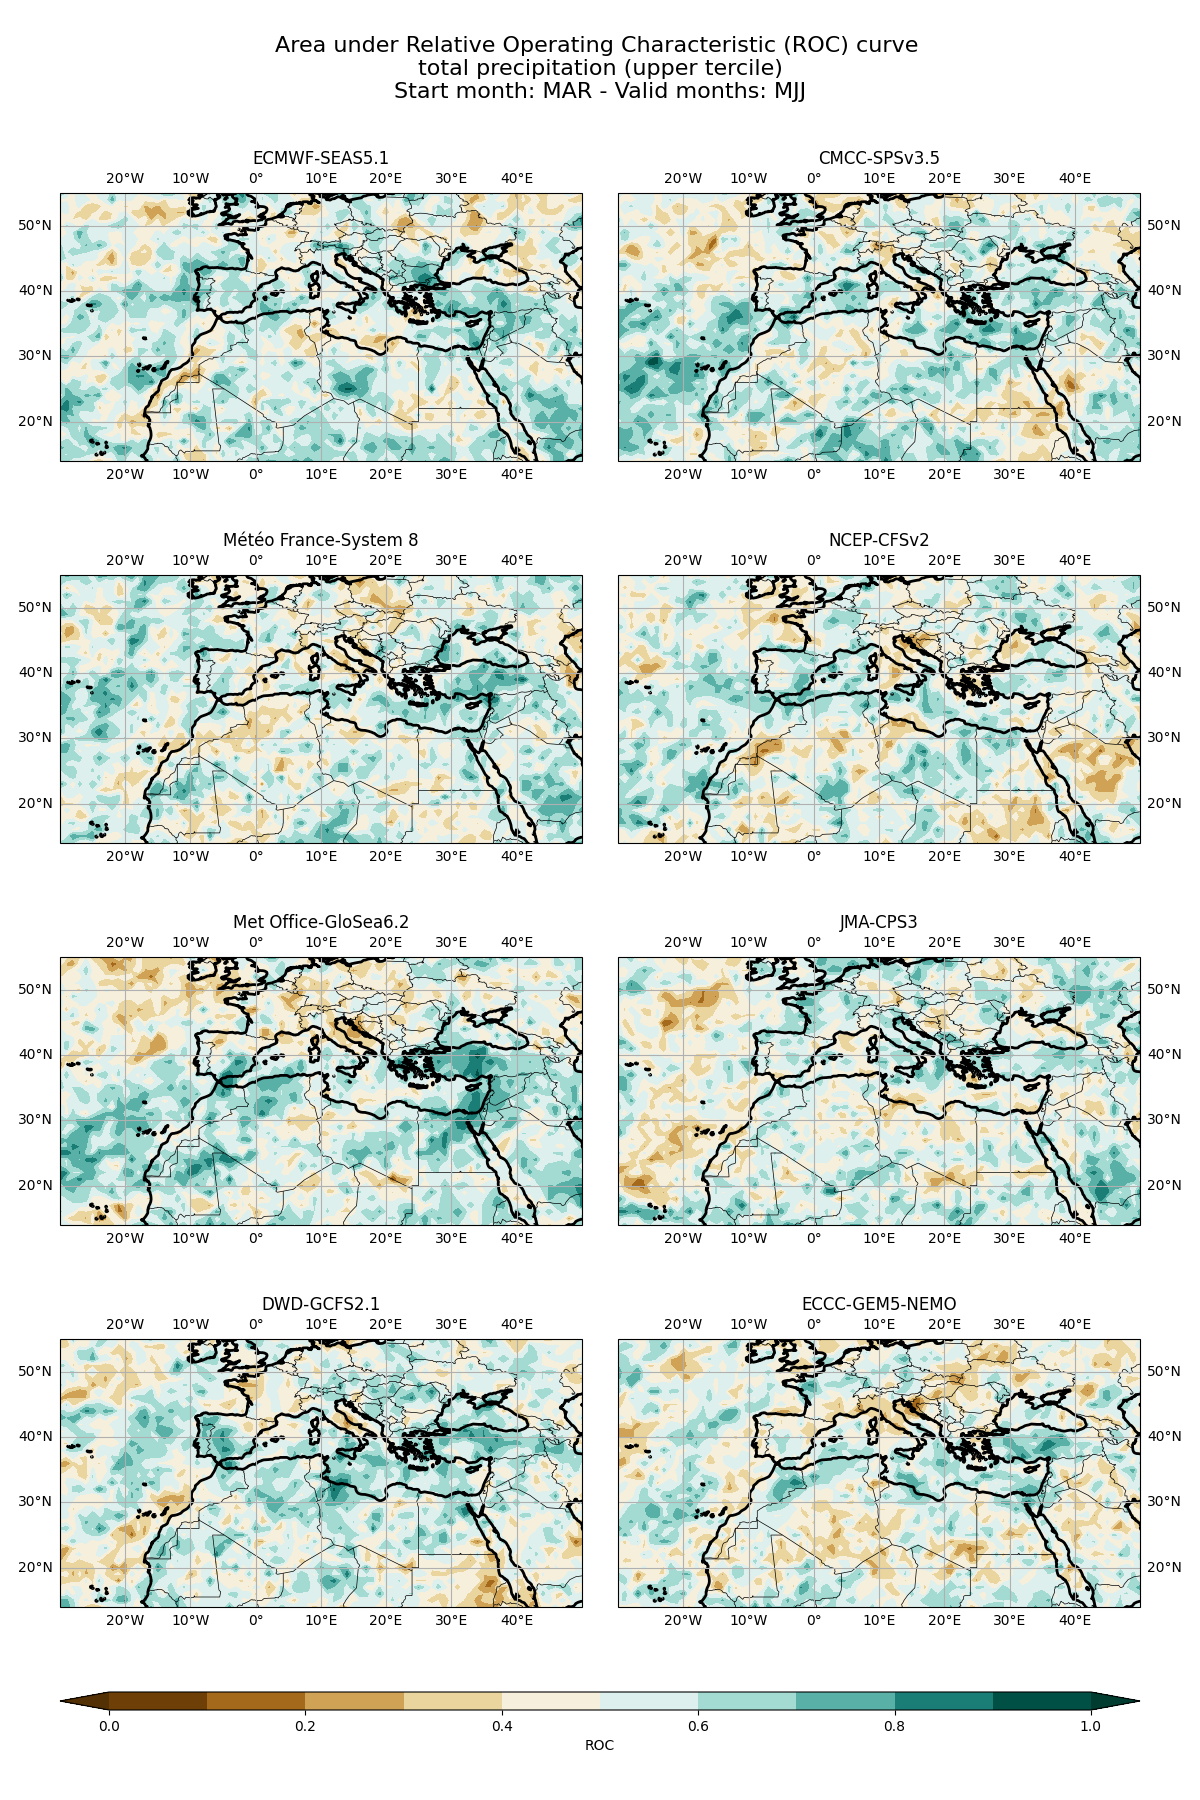 Area under Relative Operating Characteristic (ROC) curve
total precipitation (upper tercile)
Start month: MAR - Valid months: MJJ
ECMWF-SEAS5.1
20°W 10°W 0° 10°E 20°E 30°E 40°E
50°N
40°N
30°N
20°N
20°W 10°W 0° 10°E 20°E 30°E 40°E
CMCC-SPSv3.5
20°W 10°W 0° 10°E 20°E 30°E 40°E
50°N
40°N
30°N
20°N
20°W 10°W 0° 10°E 20°E 30°E 40°E
Météo France-System 8
20°W 10°W 0° 10°E 20°E 30°E 40°E
50°N
40°N
30°N
20°N
20°W 10°W 0° 10°E 20°E 30°E 40°E
NCEP-CFSv2
20°W 10°W 0° 10°E 20°E 30°E 40°E
50°N
40°N
30°N
20°N
20°W 10°W 0° 10°E 20°E 30°E 40°E
Met Office-GloSea6.2
20°W 10°W 0° 10°E 20°E 30°E 40°E
50°N
40°N
30°N
20°N
20°W 10°W 0° 10°E 20°E 30°E 40°E
JMA-CPS3
20°W 10°W 0° 10°E 20°E 30°E 40°E
50°N
40°N
30°N
20°N
20°W 10°W 0° 10°E 20°E 30°E 40°E
DWD-GCFS2.1
20°W 10°W 0° 10°E 20°E 30°E 40°E
50°N
40°N
30°N
20°N
20°W 10°W 0° 10°E 20°E 30°E 40°E
ECCC-GEM5-NEMO
20°W 10°W 0° 10°E 20°E 30°E 40°E
50°N
40°N
30°N
20°N
20°W 10°W 0° 10°E 20°E 30°E 40°E
0.0 0.2 0.4 0.6 0.8 1.0
ROC